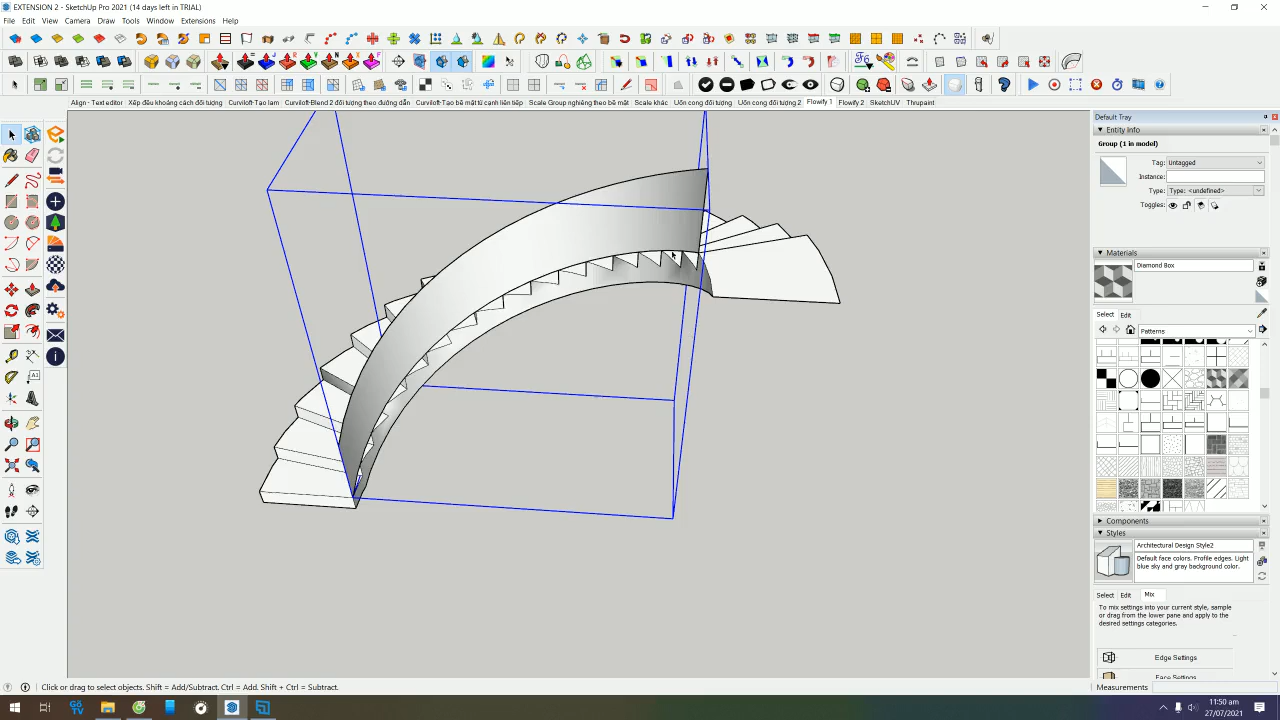 EXTENSION 2 - SketchUp Pro 2021 (14 days left in TRIAL)
File Edit View Camera Draw Tools Window Extensions Help
Align - Text editor Xếp đều khoảng cách đối tượng Curviloft-Tạo lam Curviloft-Blend 2 đối tượng theo đường dẫn Curviloft-Tạo bề mặt từ cạnh liên tiếp Scale Group nghiêng theo bề mặt Scale khác Uốn cong đối tượng Uốn cong đối tượng 2 Flowify 1 Flowify 2 SketchUV Thrupaint
Default Tray
Entity Info
Group (1 in model)
Tag: Untagged
Instance:
Type: Type: <undefined>
Toggles:
Materials
Diamond Box
Select Edit
Patterns
Components
Styles
Architectural Design Style2
Default face colors. Profile edges. Light
blue sky and gray background color.
Select Edit Mix
To mix settings into your current style, sample
or drag from the lower pane and apply to the
desired settings categories.
Edge Settings
Face Settings
Click or drag to select objects. Shift = Add/Subtract. Ctrl = Add. Shift + Ctrl = Subtract.
Measurements
11:50 am
27/07/2021